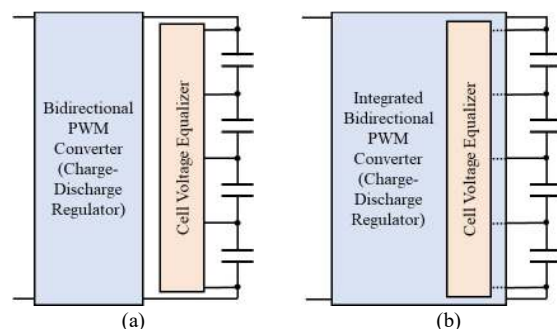 Bidirectional
PWM
Converter
(Charge-
Discharge
Regulator)
Cell Voltage Equalizer
(a)
Integrated
Bidirectional
PWM
Converter
(Charge-
Discharge
Regulator)
Cell Voltage Equalizer
(b)